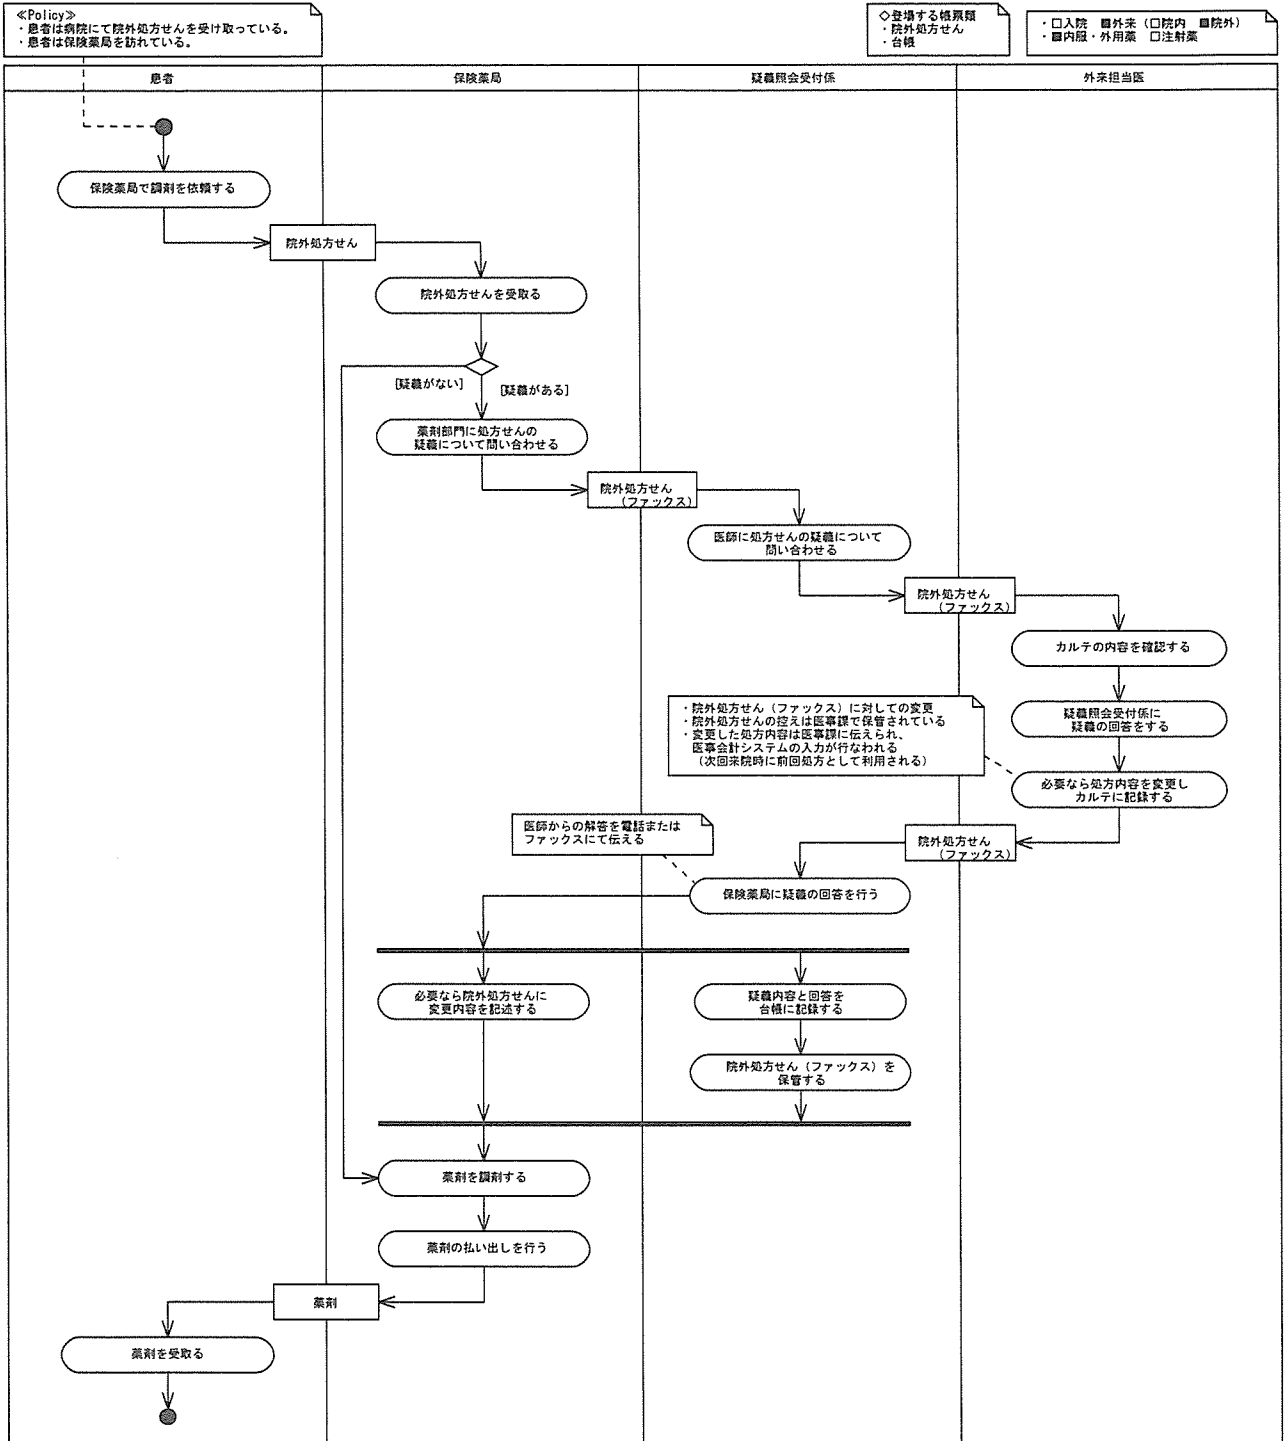 ≪Policy≫
・患者は病院にて院外処方せんを受け取っている。
・患者は保険薬局を訪れている。
◇登場する帳票類
・院外処方せん
・台帳
・□入院 ■外来（□院内 ■院外）
・■内服・外用薬 □注射薬
患者
保険薬局
疑義照会受付係
外来担当医
保険薬局で調剤を依頼する
院外処方せん
院外処方せんを受取る
[疑義がない]
[疑義がある]
薬剤部門に処方せんの
疑義について問い合わせる
院外処方せん
（ファックス）
医師に処方せんの疑義について
問い合わせる
院外処方せん
（ファックス）
カルテの内容を確認する
・院外処方せん（ファックス）に対しての変更
・院外処方せんの控えは医事課で保管されている
・変更した処方内容は医事課に伝えられ、
医事会計システムの入力が行なわれる
（次回来院時に前回処方として利用される）
疑義照会受付係に
疑義の回答をする
必要なら処方内容を変更し
カルテに記録する
医師からの解答を電話または
ファックスにて伝える
院外処方せん
（ファックス）
保険薬局に疑義の回答を行う
必要なら院外処方せんに
変更内容を記述する
疑義内容と回答を
台帳に記録する
院外処方せん（ファックス）を
保管する
薬剤を調剤する
薬剤の払い出しを行う
薬剤
薬剤を受取る